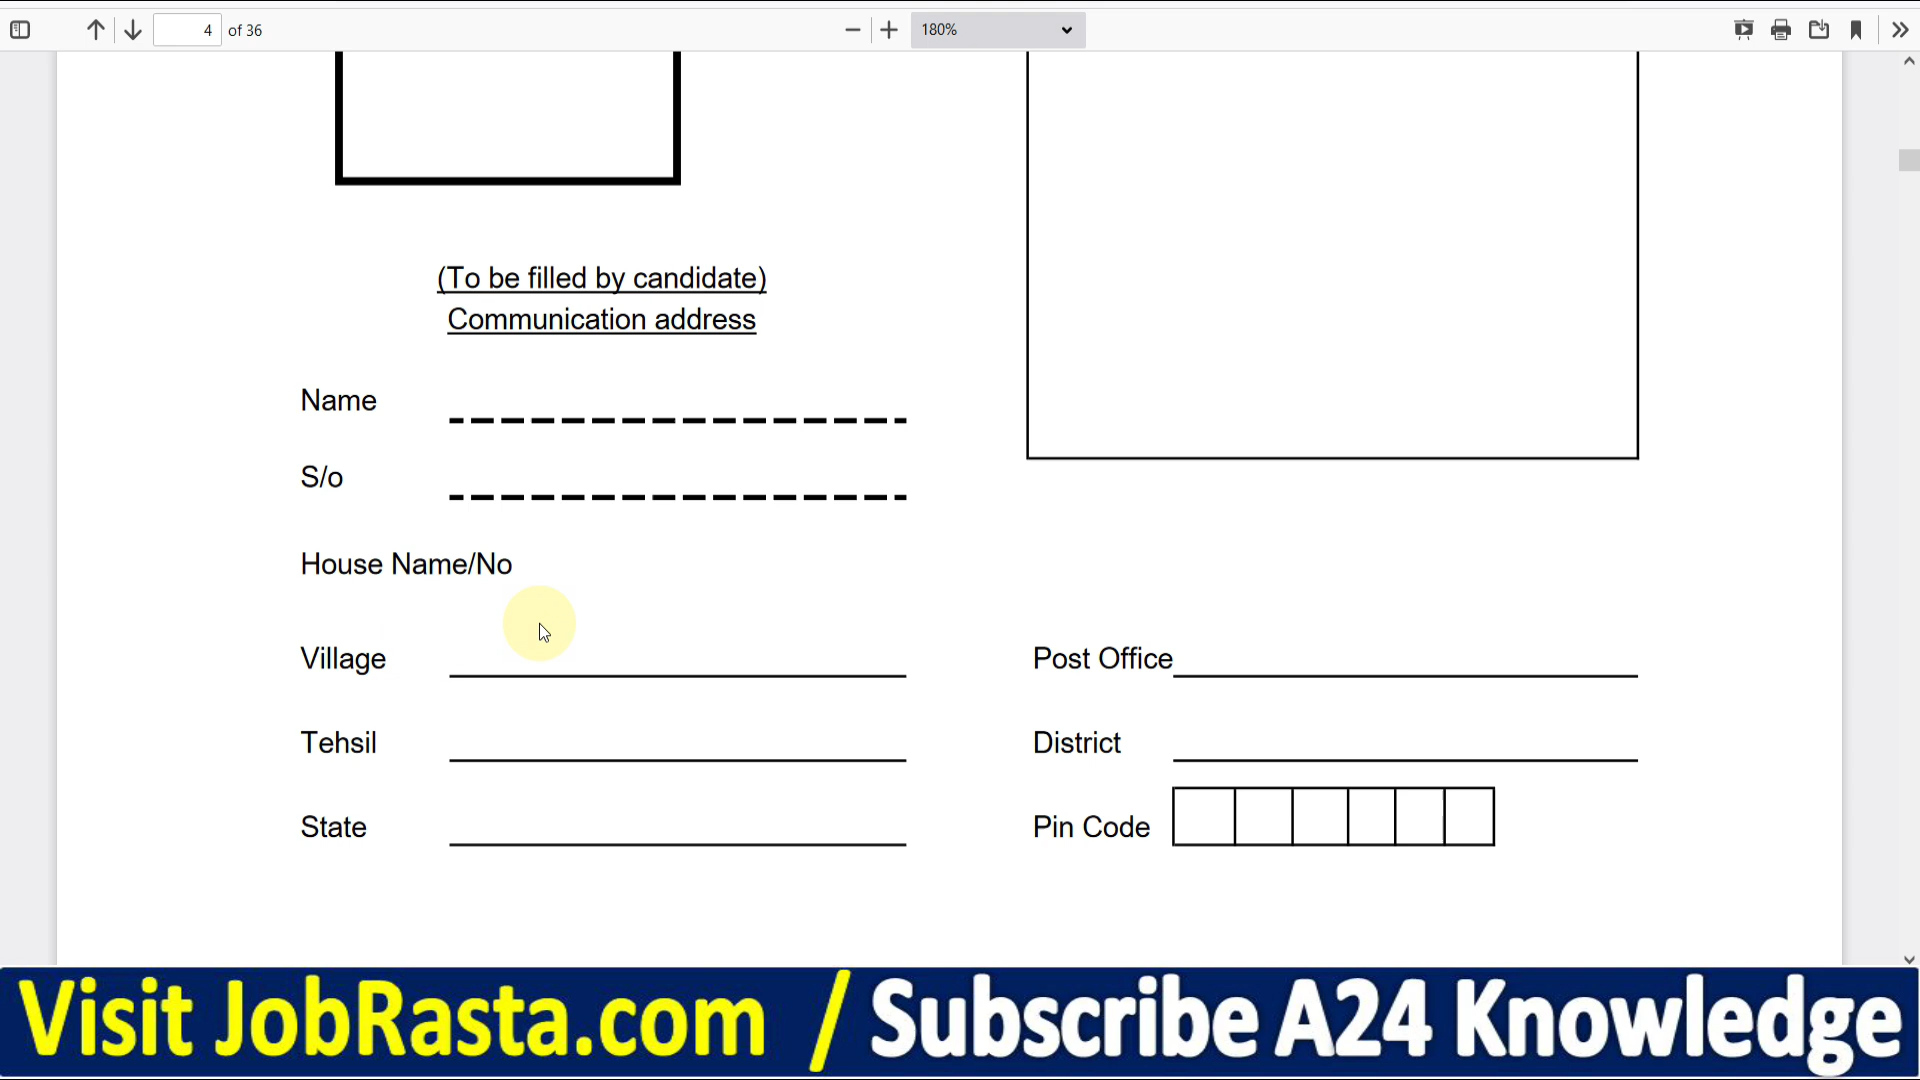 4 of 36
180%
(To be filled by candidate)
Communication address
Name
S/o
House Name/No
Village
Post Office
Tehsil
District
State
Pin Code
Visit JobRasta.com / Subscribe A24 Knowledge